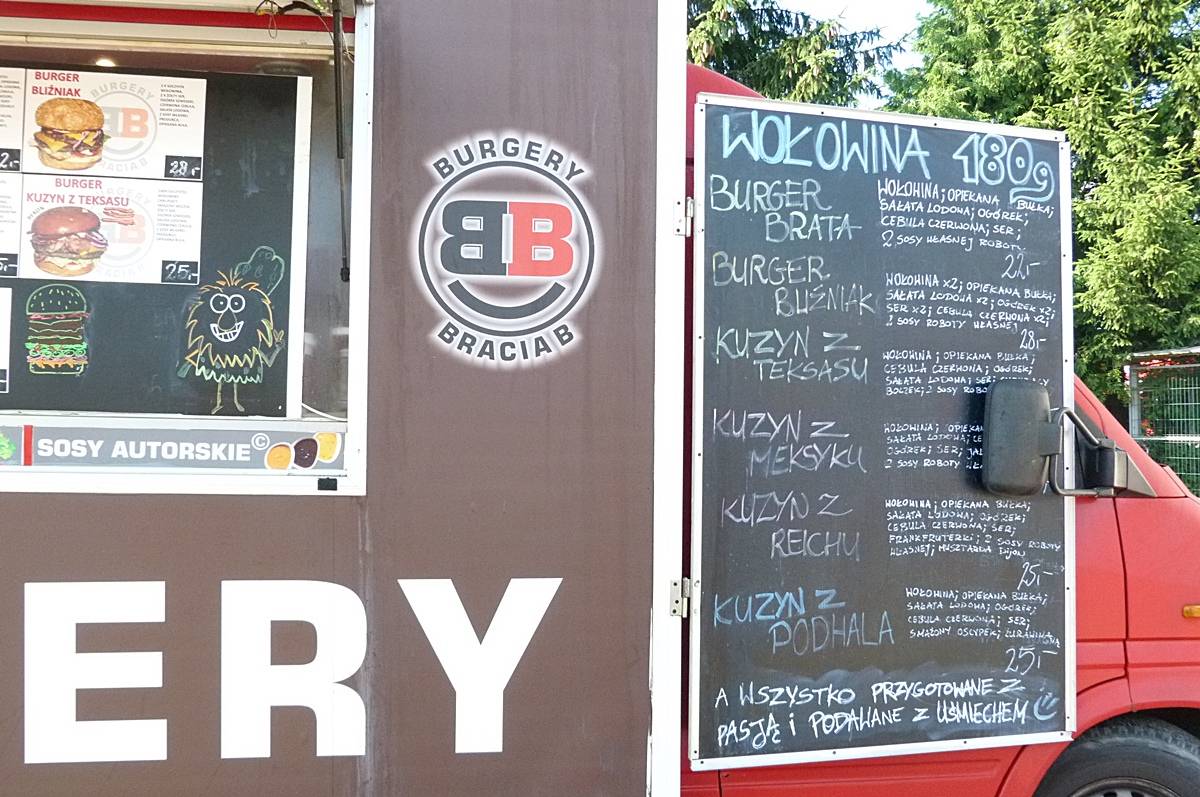 BURGER
BLIŹNIAK
28,-
BURGER
KUZYN Z TEKSASU
25,-
SOSY AUTORSKIE©
ERY
BURGERY
BB
BRACIA B
WOŁOWINA 180g
BURGER
BRATA
WOŁOWINA; OPIEKANA BUŁKA;
SAŁATA LODOWA; OGÓREK;
CEBULA CZERWONA; SER;
2 SOSY WŁASNEJ ROBOTY
22,-
BURGER
BLIŹNIAK
WOŁOWINA x2; OPIEKANA BUŁKA;
SAŁATA LODOWA x2; OGÓREK x2;
SER x2; CEBULA CZERWONA x2;
2 SOSY ROBOTY WŁASNEJ
28,-
KUZYN Z
TEKSASU
WOŁOWINA; OPIEKANA BUŁKA;
CEBULA CZERWONA; OGÓREK;
SAŁATA LODOWA; SER;
BOCZEK; 2 SOSY
KUZYN Z
MEKSYKU
WOŁOWINA;
SAŁATA LODOWA;
OGÓREK; SER;
2 SOSY ROBOTY
KUZYN Z
REICHU
WOŁOWINA; OPIEKANA BUŁKA;
SAŁATA LODOWA; OGÓREK;
CEBULA CZERWONA; SER;
FRANKFRUTERKI; 2 SOSY ROBOTY
WŁASNEJ; MUSZTARDA DIJON
25,-
KUZYN Z
PODHALA
WOŁOWINA; OPIEKANA BUŁKA;
SAŁATA LODOWA; OGÓREK;
CEBULA CZERWONA; SER;
SMAŻONY OSCYPEK; ŻURAWINA
25,-
A WSZYSTKO PRZYGOTOWANE Z
PASJĄ i PODAWANE Z UŚMIECHEM